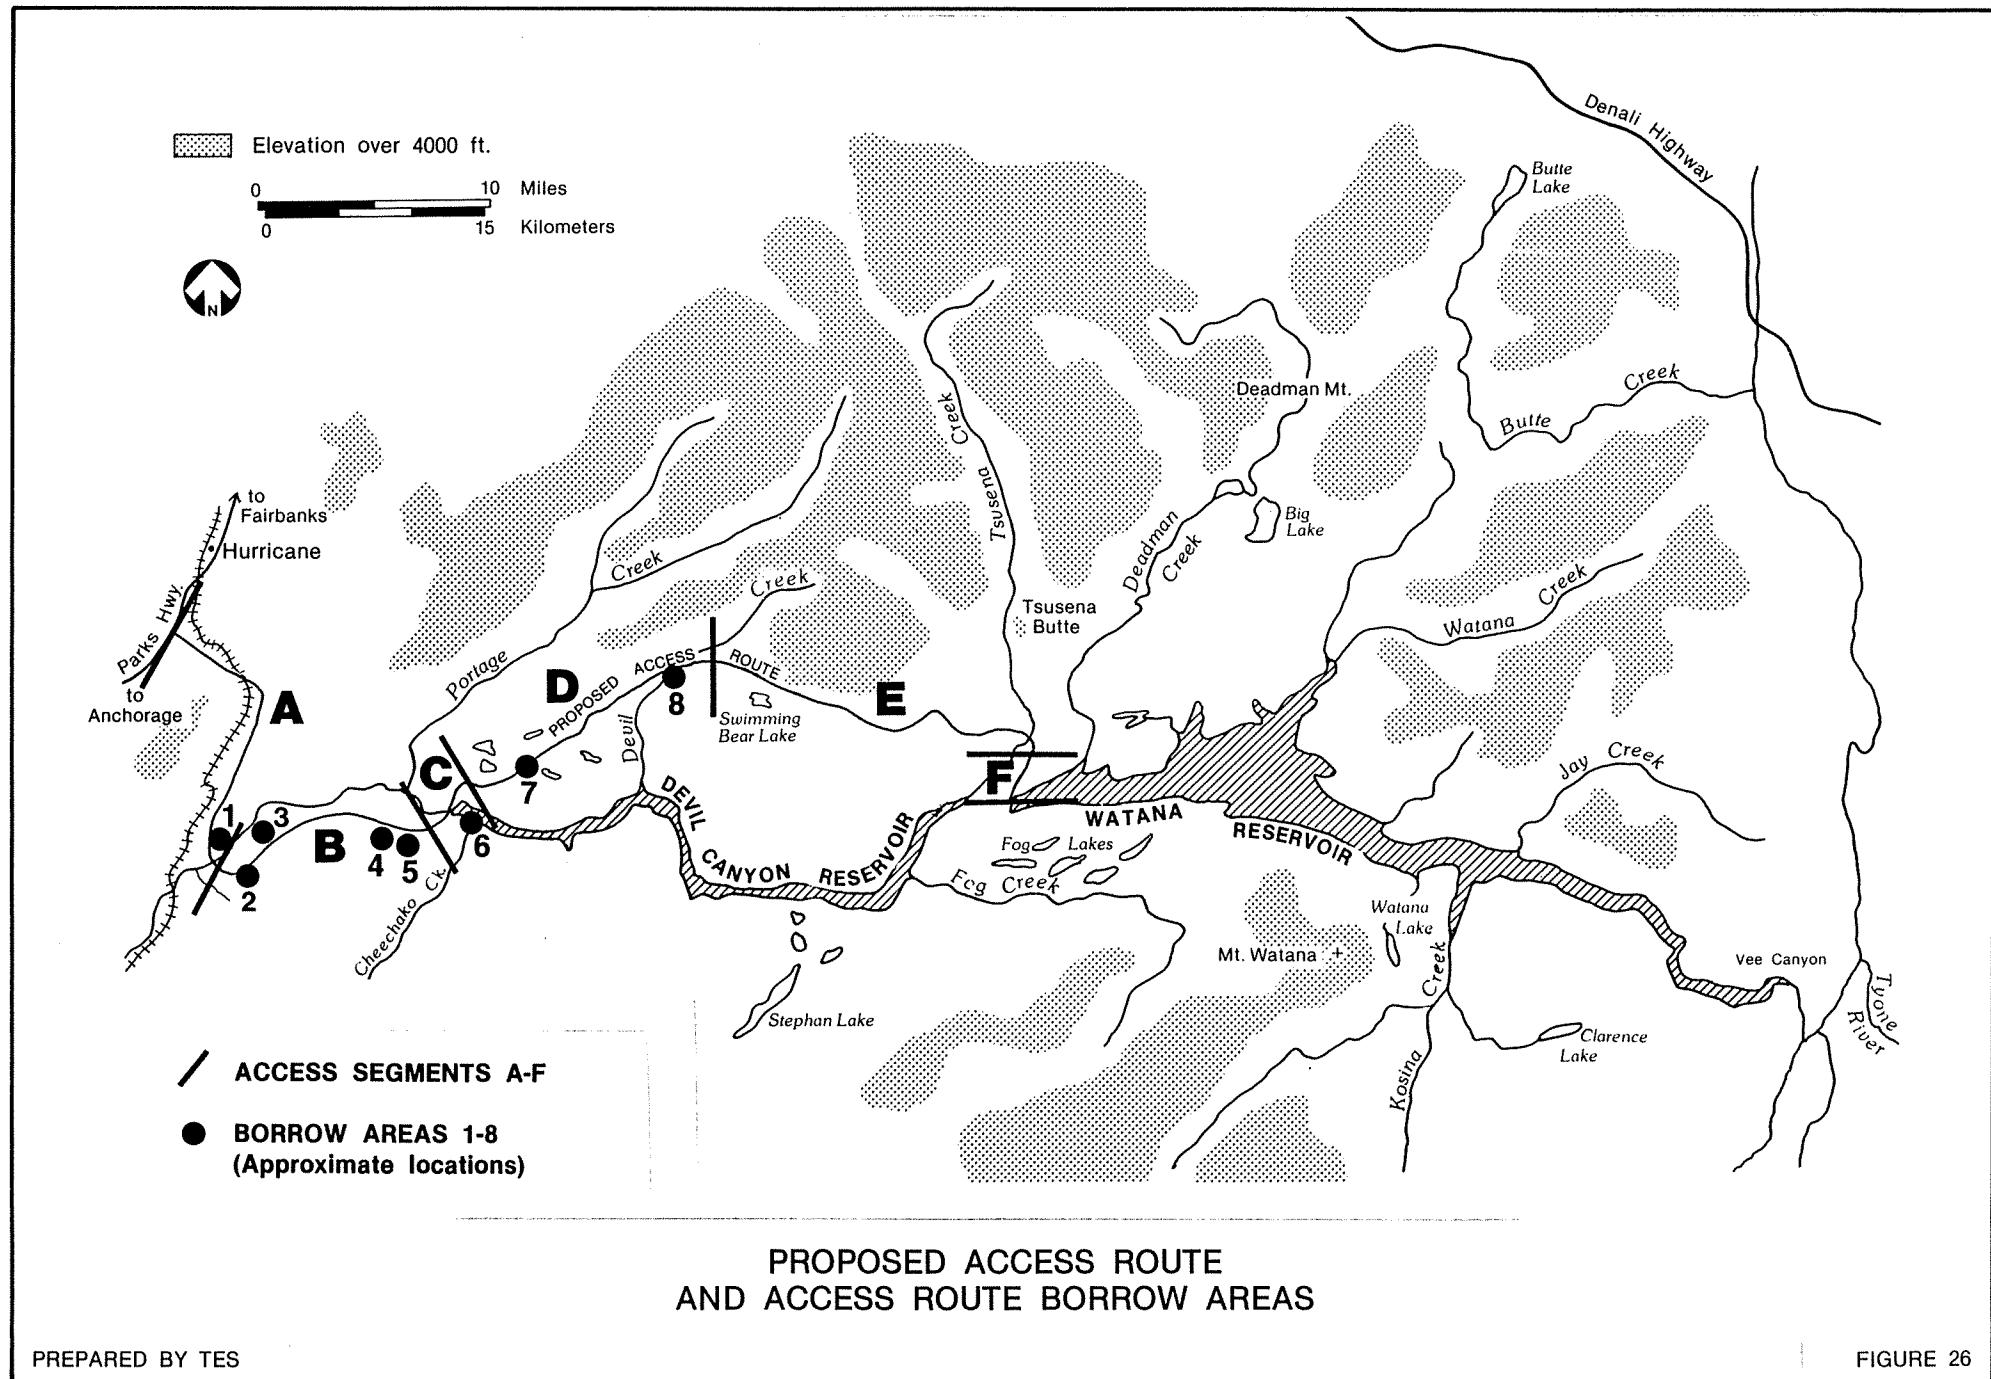 Elevation over 4000 ft.
0 10 Miles
0 15 Kilometers
N
Denali Highway
Butte
Lake
Deadman Mt.
Butte Creek
Tsusena Creek
Big
Lake
Deadman
Creek
to
Fairbanks
Hurricane
Parks Hwy
to
Anchorage
Creek
Portage
Creek
Tsusena
Butte
Watana Creek
A
D
PROPOSED ACCESS ROUTE
E
8
Swimming
Bear Lake
Devil
C
7
F
Jay Creek
1
3
B
4
5
6
2
DEVIL
CANYON RESERVOIR
WATANA
RESERVOIR
Fog Lakes
Fcg Creek
Cheechako Ck.
Watana
Lake
Mt. Watana +
Vee Canyon
Stephan Lake
Kosina Creek
Clarence
Lake
Tyone
River
ACCESS SEGMENTS A-F
BORROW AREAS 1-8
(Approximate locations)
PROPOSED ACCESS ROUTE
AND ACCESS ROUTE BORROW AREAS
PREPARED BY TES
FIGURE 26